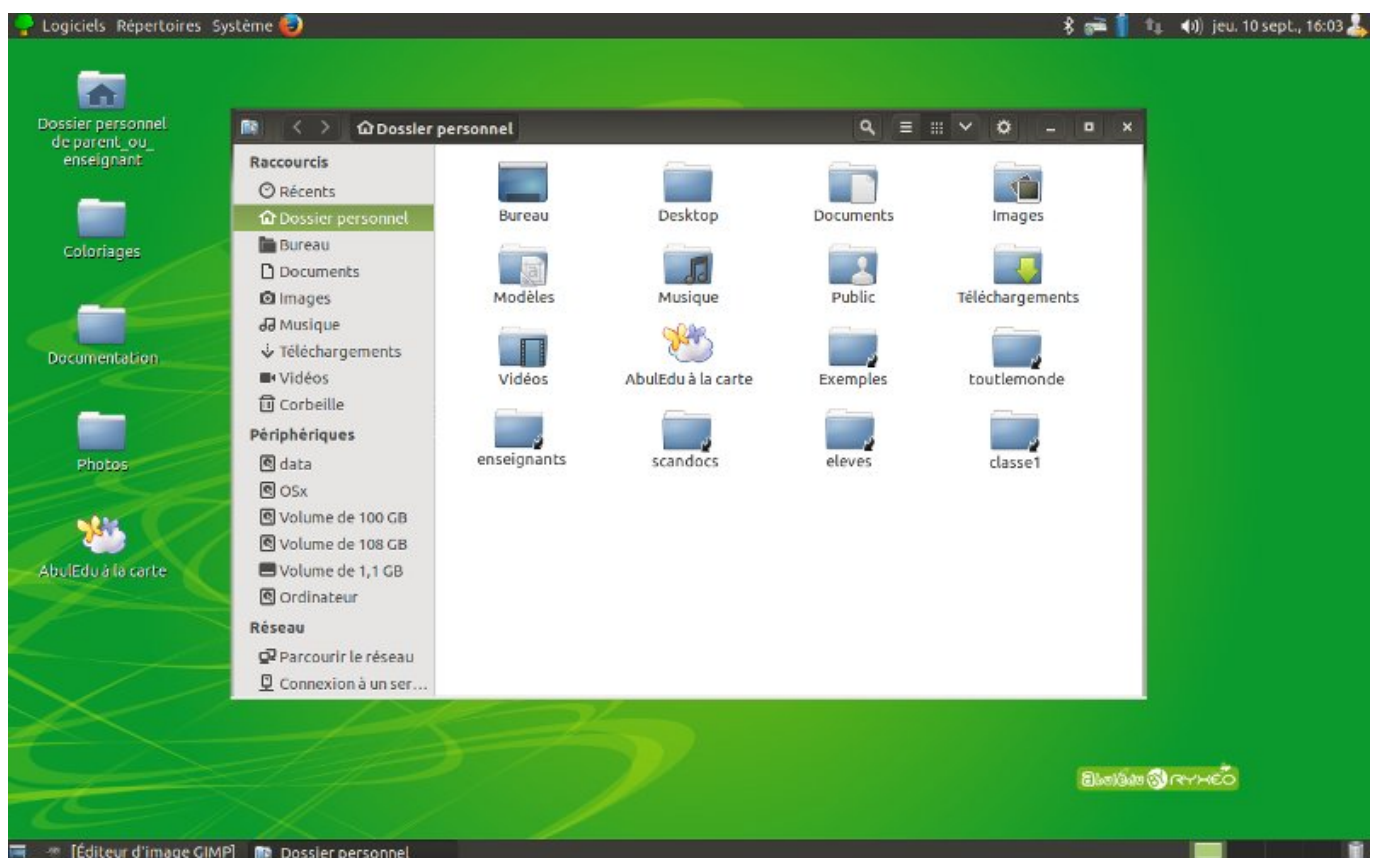 Logiciels Répertoires Système
jeu. 10 sept., 16:03
Dossier personnel
de parent_ou_
enseignant
Coloriages
Documentation
Photos
AbulEdu à la carte
Dossier personnel
Raccourcis
Récents
Dossier personnel
Bureau
Documents
Images
Musique
Téléchargements
Vidéos
Corbeille
Périphériques
data
OSx
Volume de 100 GB
Volume de 108 GB
Volume de 1,1 GB
Ordinateur
Réseau
Parcourir le réseau
Connexion à un ser...
Bureau Desktop Documents Images
Modèles Musique Public Téléchargements
Vidéos AbulEdu à la carte Exemples toutlemonde
enseignants scandocs eleves classe1
AbulÉdu RYXÉO
[Éditeur d'image GIMP] Dossier personnel